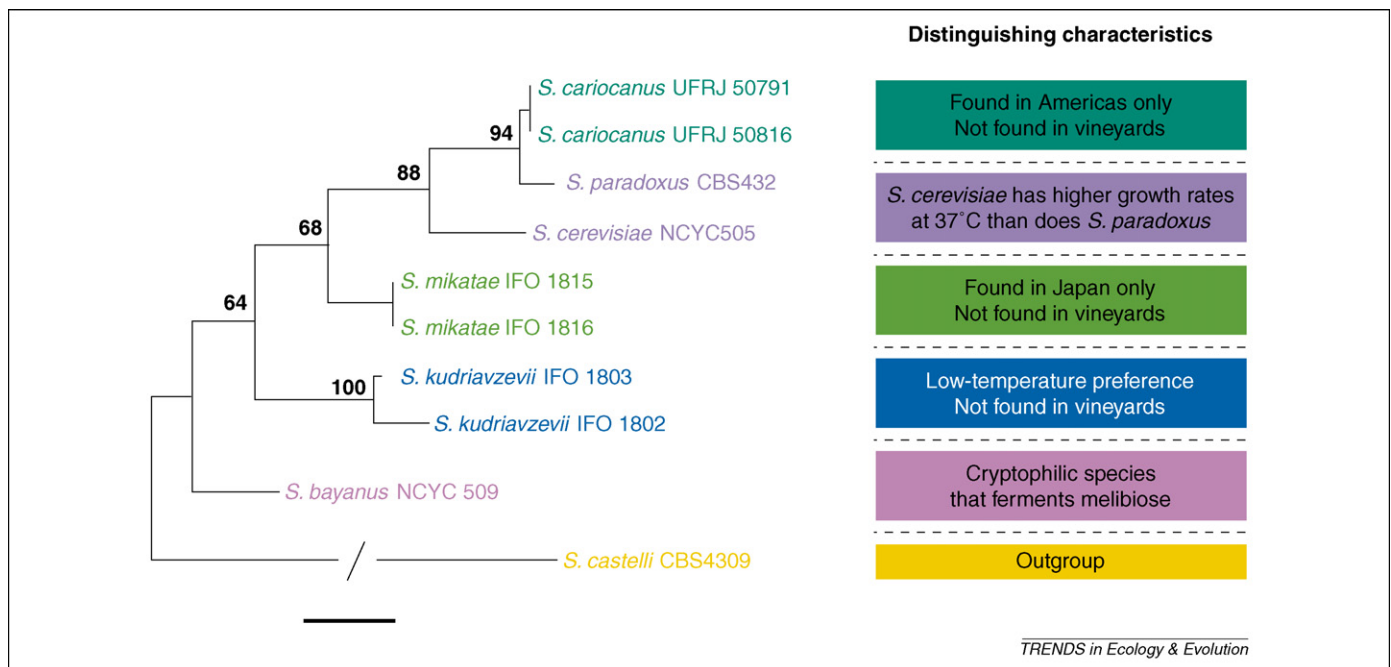 Distinguishing characteristics
S. cariocanus UFRJ 50791
S. cariocanus UFRJ 50816
94
Found in Americas only
Not found in vineyards
88
S. paradoxus CBS432
S. cerevisiae has higher growth rates
at 37˚C than does S. paradoxus
68
S. cerevisiae NCYC505
S. mikatae IFO 1815
S. mikatae IFO 1816
Found in Japan only
Not found in vineyards
64
S. kudriavzevii IFO 1803
100
S. kudriavzevii IFO 1802
Low-temperature preference
Not found in vineyards
S. bayanus NCYC 509
Cryptophilic species
that ferments melibiose
S. castelli CBS4309
Outgroup
TRENDS in Ecology & Evolution